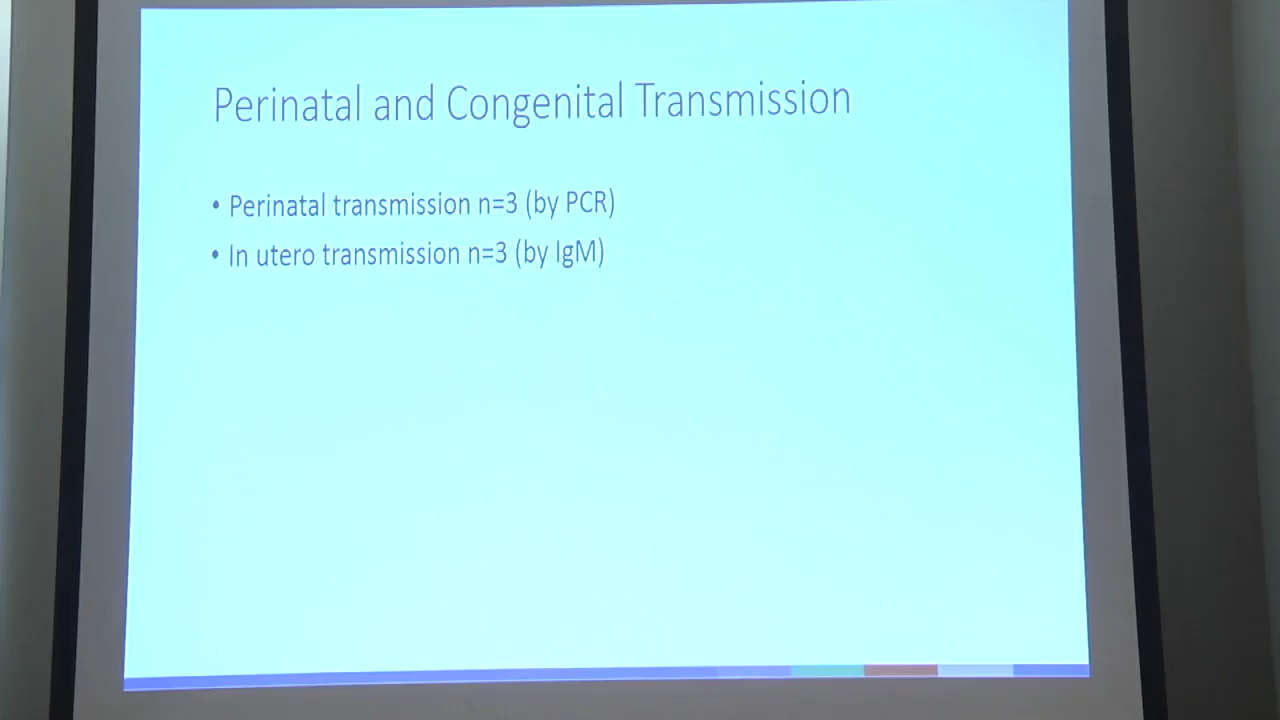 Perinatal and Congenital Transmission
• Perinatal transmission n=3 (by PCR)
• In utero transmission n=3 (by IgM)